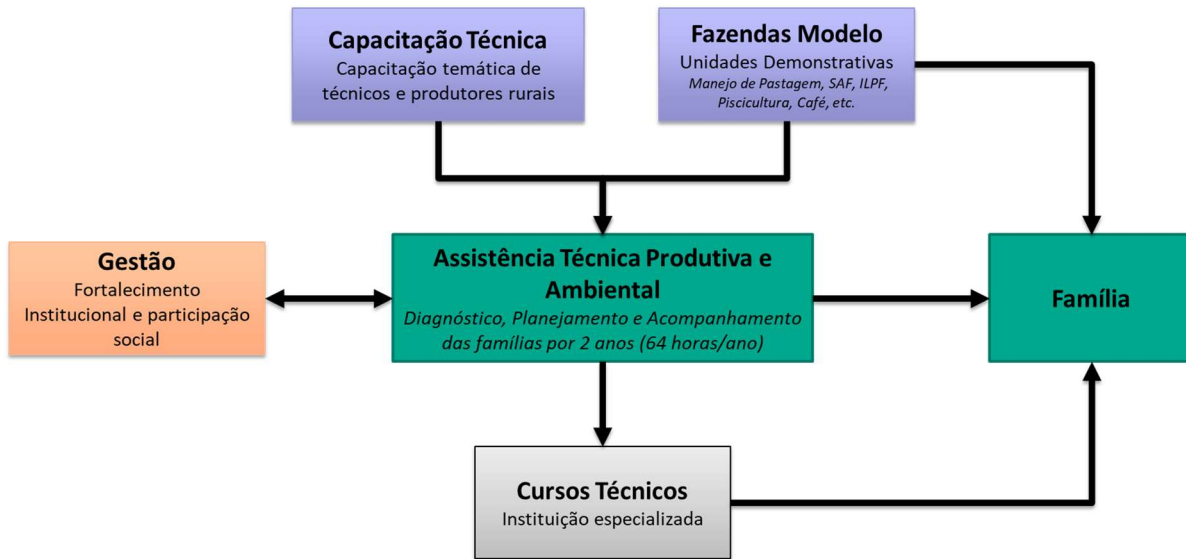 Capacitação Técnica
Capacitação temática de
técnicos e produtores rurais
Fazendas Modelo
Unidades Demonstrativas
Manejo de Pastagem, SAF, ILPF,
Piscicultura, Café, etc.
Gestão
Fortalecimento
Institucional e participação
social
Assistência Técnica Produtiva e
Ambiental
Diagnóstico, Planejamento e Acompanhamento
das famílias por 2 anos (64 horas/ano)
Família
Cursos Técnicos
Instituição especializada